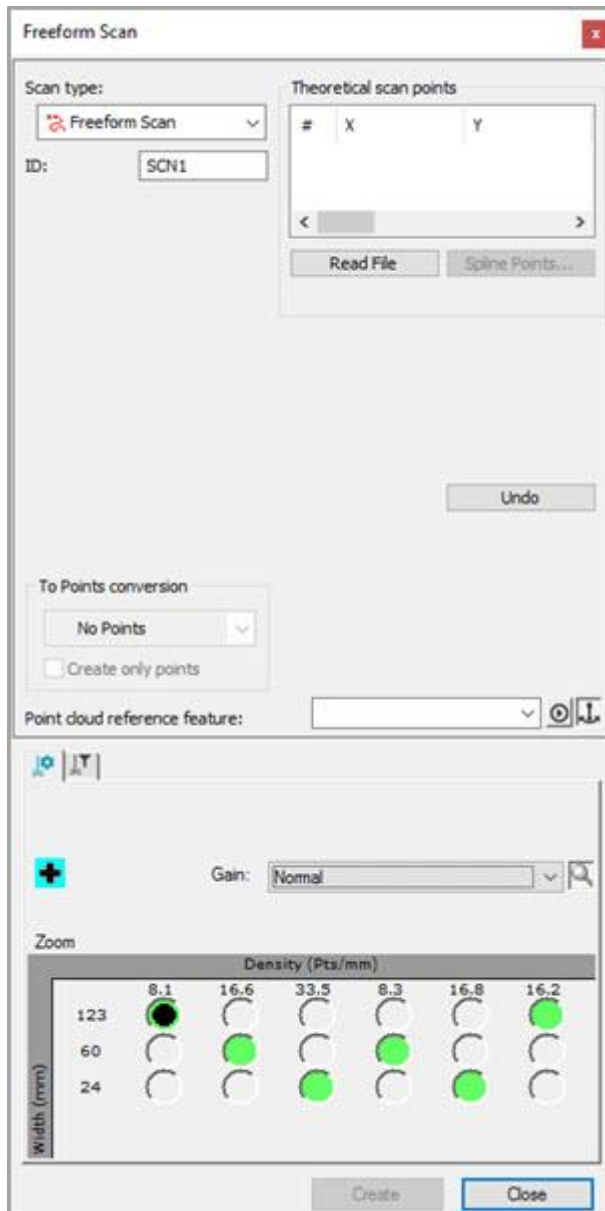 Freeform Scan
x
Scan type:
Freeform Scan
ID:
SCN1
Theoretical scan points
# X Y
Read File
Spline Points...
Undo
To Points conversion
No Points
Create only points
Point cloud reference feature:
Gain:
Normal
Zoom
Density (Pts/mm)
8.1 16.6 33.5 8.3 16.8 16.2
Width (mm)
123
60
24
Create
Close